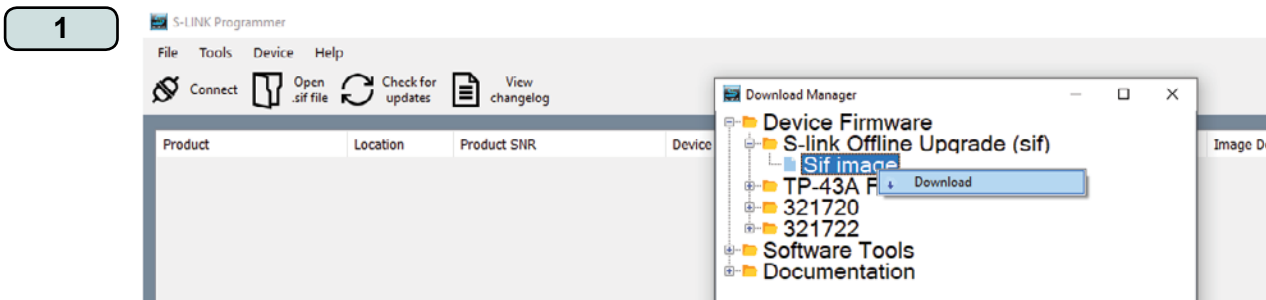 1
S-LINK Programmer
File Tools Device Help
Connect
Open
.sif file
Check for
updates
View
changelog
Product Location Product SNR Device
Download Manager
Device Firmware
S-link Offline Upgrade (sif)
Sif image
Download
TP-43A F
321720
321722
Software Tools
Documentation
Image D